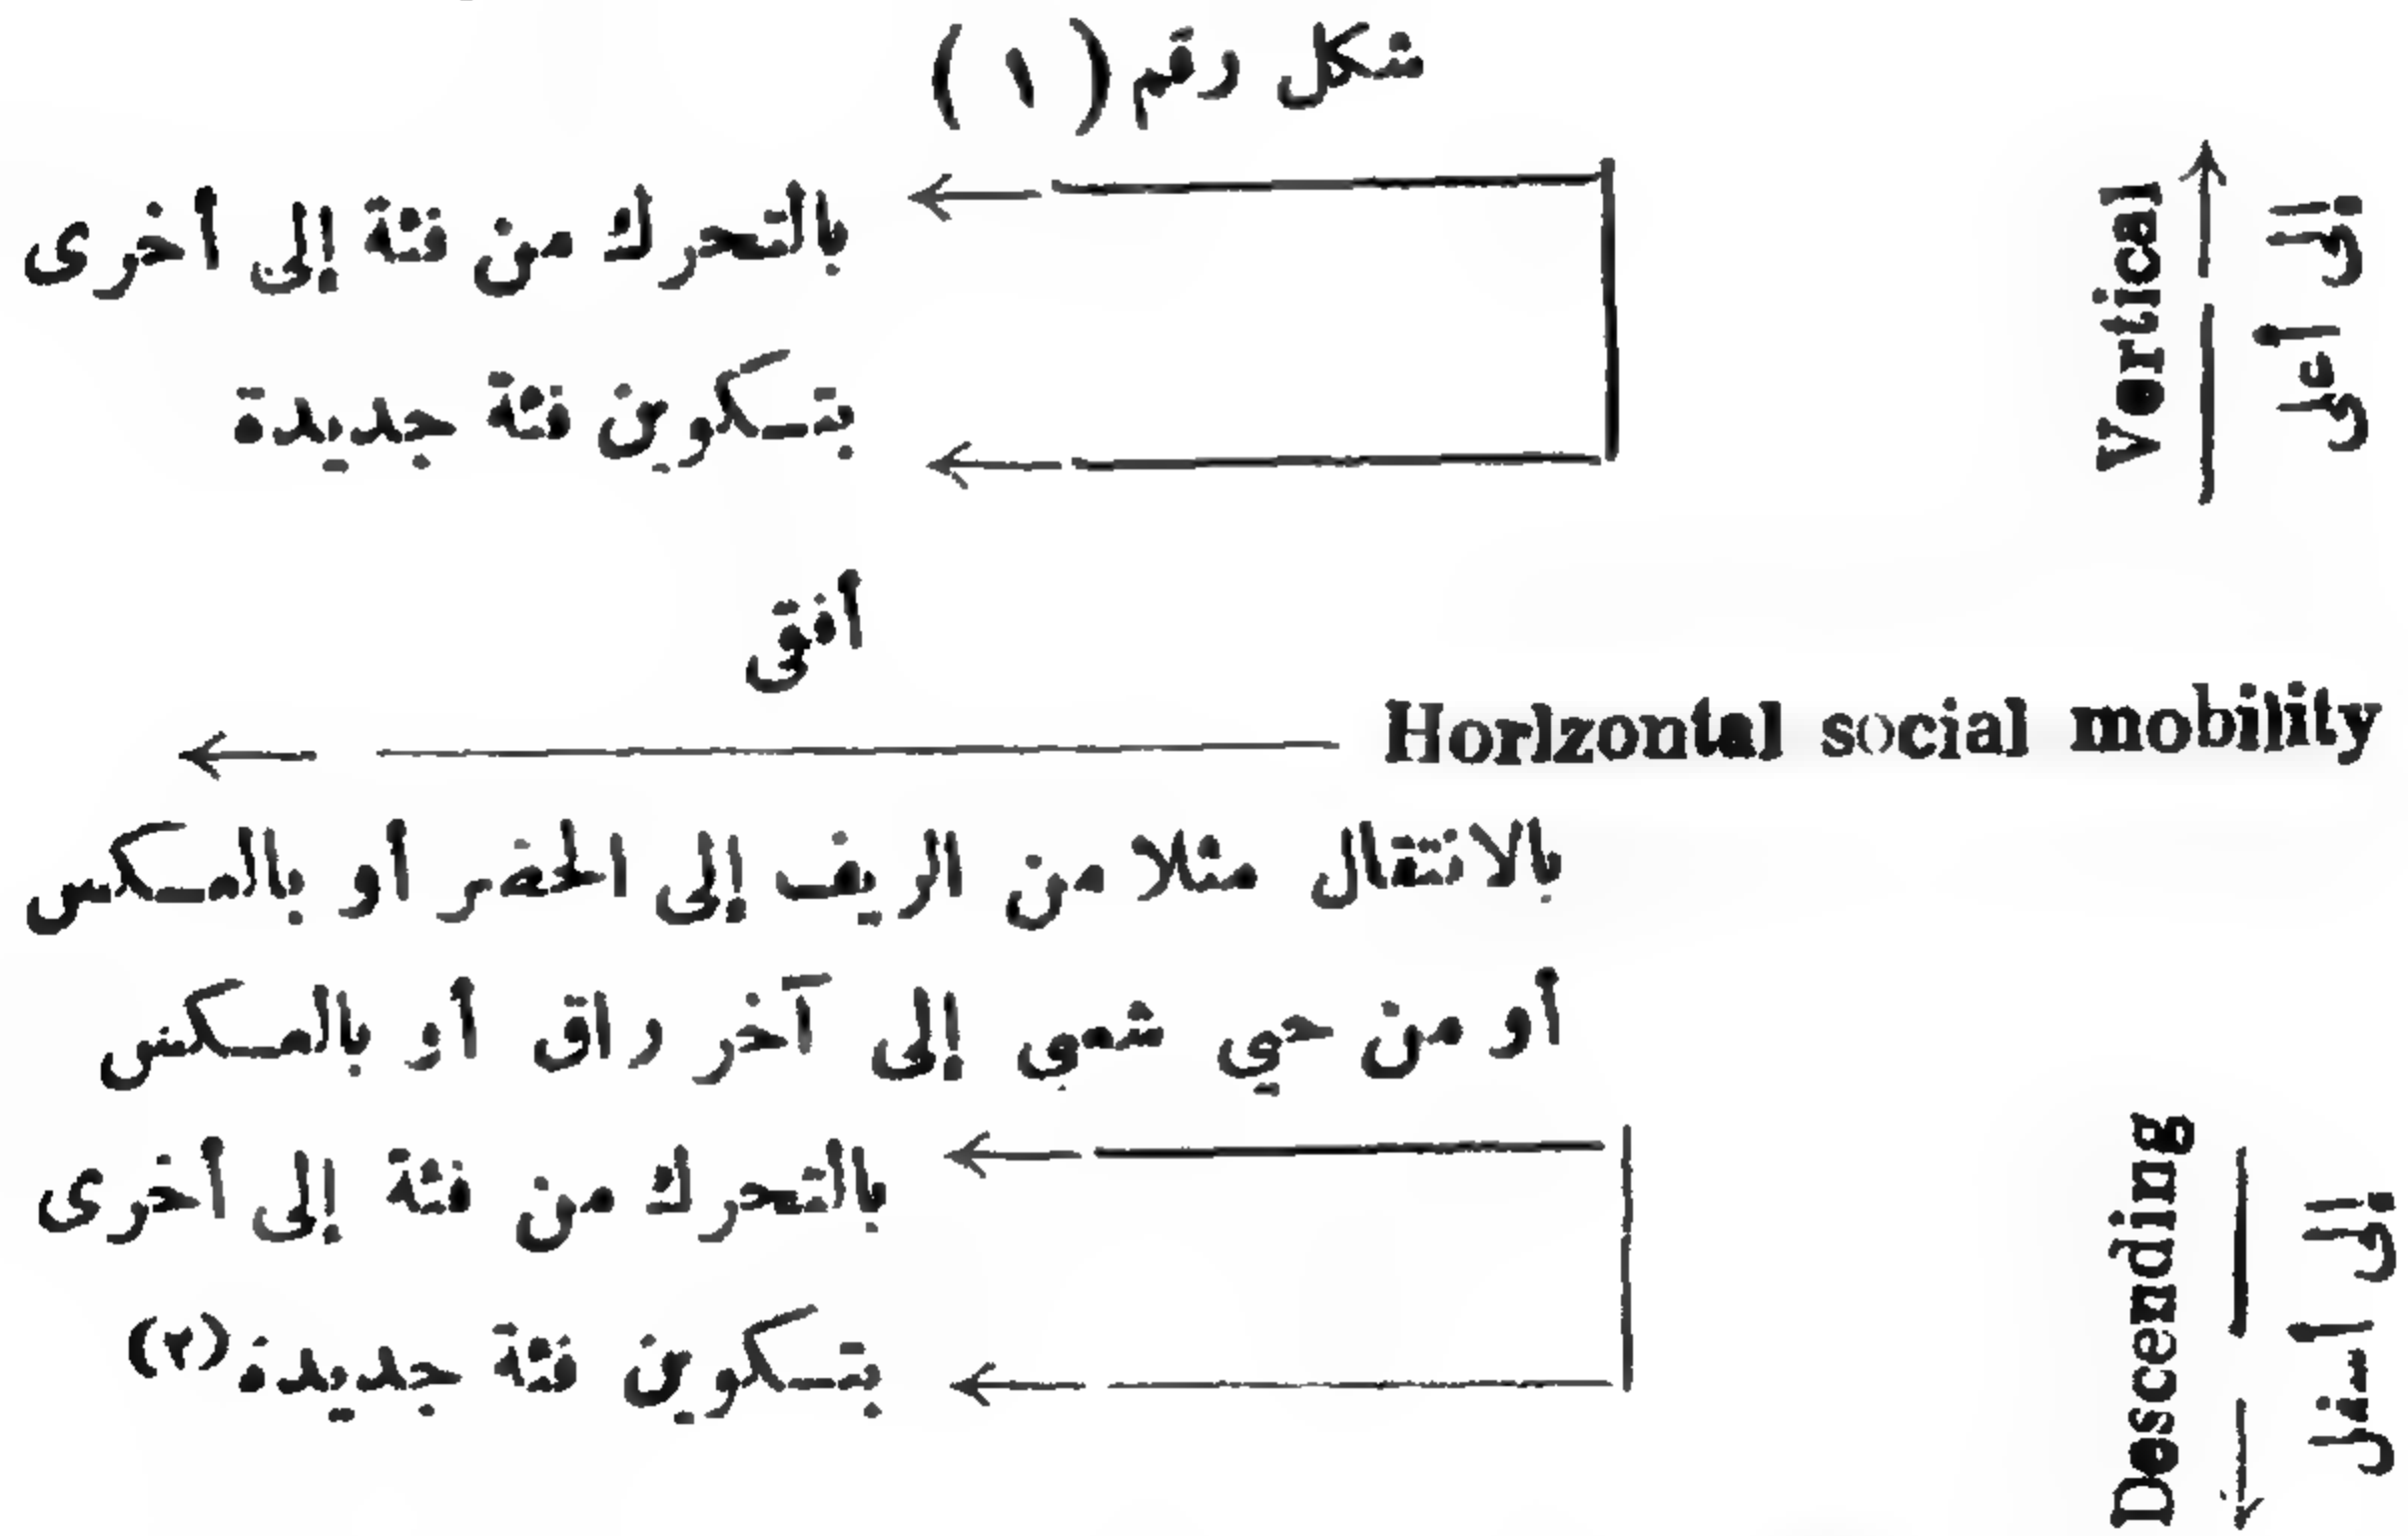 شكل رقم ( ١ )
إلى أعلى
Vertical
بالتحرك من فئة إلى أخرى
بتكوين فئة جديدة
أفقى
Horizontal social mobility
بالانتقال مثلا من الريف إلى الحضر أو بالعكس
أو من حي شعبى إلى آخر راق أو بالعكس
إلى أسفل
Descending
بالتحرك من فئة إلى أخرى
بتكوين فئة جديدة (٢)